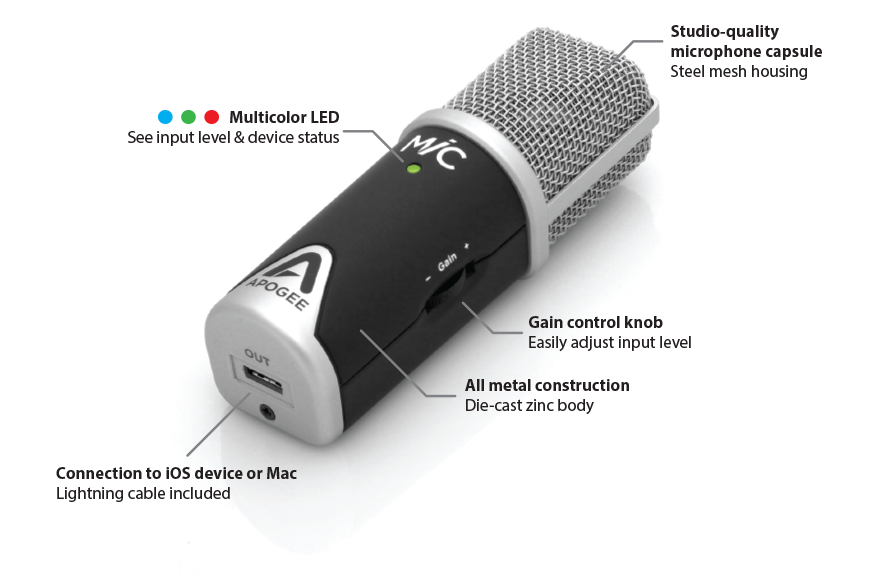 Studio-quality
microphone capsule
Steel mesh housing
Multicolor LED
See input level & device status
MiC
− Gain +
APOGEE
OUT
Gain control knob
Easily adjust input level
All metal construction
Die-cast zinc body
Connection to iOS device or Mac
Lightning cable included